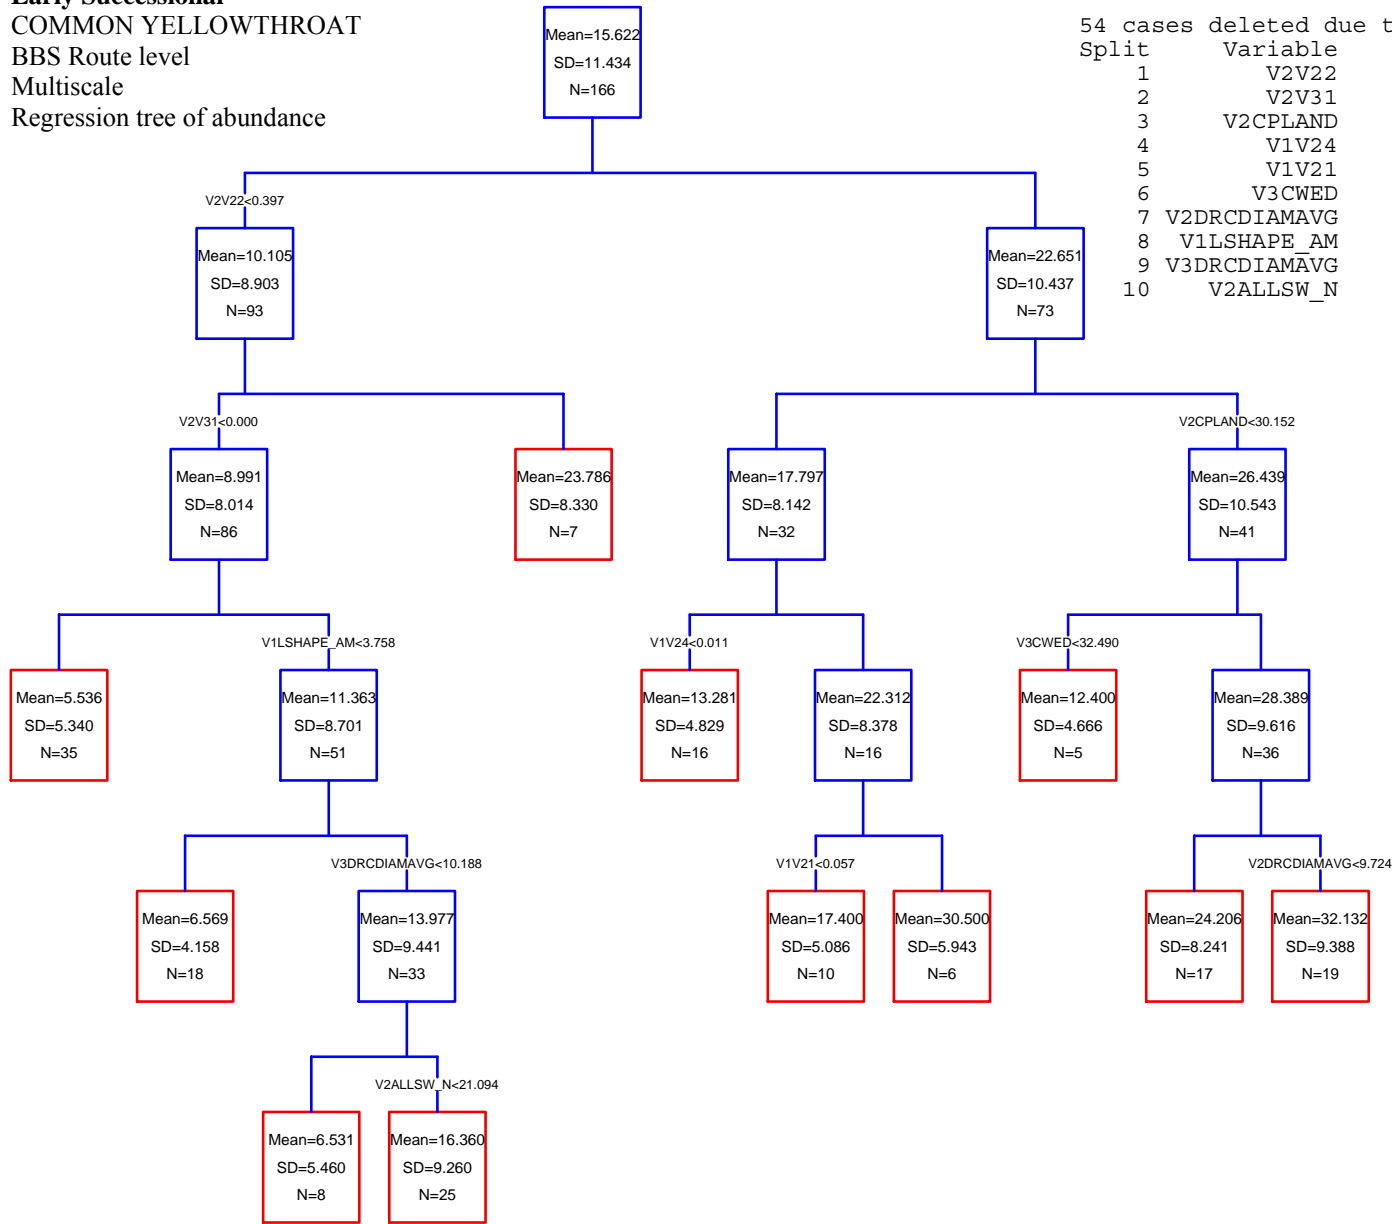 Early Successional
COMMON YELLOWTHROAT
BBS Route level
Multiscale
Regression tree of abundance
54 cases deleted due t
Split Variable
1 V2V22
2 V2V31
3 V2CPLAND
4 V1V24
5 V1V21
6 V3CWED
7 V2DRCDIAMAVG
8 V1LSHAPE_AM
9 V3DRCDIAMAVG
10 V2ALLSW_N
Mean=15.622
SD=11.434
N=166
V2V22<0.397
Mean=10.105
SD=8.903
N=93
Mean=22.651
SD=10.437
N=73
V2V31<0.000
V2CPLAND<30.152
Mean=8.991
SD=8.014
N=86
Mean=23.786
SD=8.330
N=7
Mean=17.797
SD=8.142
N=32
Mean=26.439
SD=10.543
N=41
V1LSHAPE_AM<3.758
V1V24<0.011
V3CWED<32.490
Mean=5.536
SD=5.340
N=35
Mean=11.363
SD=8.701
N=51
Mean=13.281
SD=4.829
N=16
Mean=22.312
SD=8.378
N=16
Mean=12.400
SD=4.666
N=5
Mean=28.389
SD=9.616
N=36
V3DRCDIAMAVG<10.188
V1V21<0.057
V2DRCDIAMAVG<9.724
Mean=6.569
SD=4.158
N=18
Mean=13.977
SD=9.441
N=33
Mean=17.400
SD=5.086
N=10
Mean=30.500
SD=5.943
N=6
Mean=24.206
SD=8.241
N=17
Mean=32.132
SD=9.388
N=19
V2ALLSW_N<21.094
Mean=6.531
SD=5.460
N=8
Mean=16.360
SD=9.260
N=25